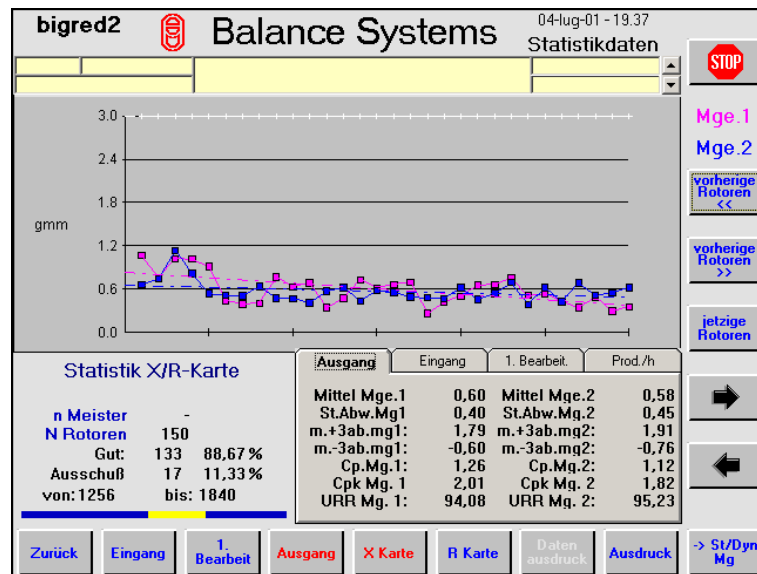 bigred2 Balance Systems 04-lug-01 - 19.37
Statistikdaten
STOP
Mge.1
Mge.2
vorherige Rotoren <<
vorherige Rotoren >>
jetzige Rotoren
3.0
2.4
1.8
gmm
1.2
0.6
0.0
Statistik X/R-Karte
n Meister -
N Rotoren 150
Gut: 133 88,67%
Ausschuß 17 11,33%
von: 1256 bis: 1840
Ausgang Eingang 1. Bearbeit. Prod./h
Mittel Mge.1 0,60 Mittel Mge.2 0,58
St.Abw.Mg1 0,40 St.Abw.Mg.2 0,45
m.+3ab.mg1: 1,79 m.+3ab.mg2: 1,91
m.-3ab.mg1: -0,60 m.-3ab.mg2: -0,76
Cp.Mg.1: 1,26 Cp.Mg.2: 1,12
Cpk Mg. 1 2,01 Cpk Mg. 2 1,82
URR Mg. 1: 94,08 URR Mg. 2: 95,23
Zurück Eingang 1. Bearbeit Ausgang X Karte R Karte Daten ausdruck Ausdruck -> St/Dyn Mg